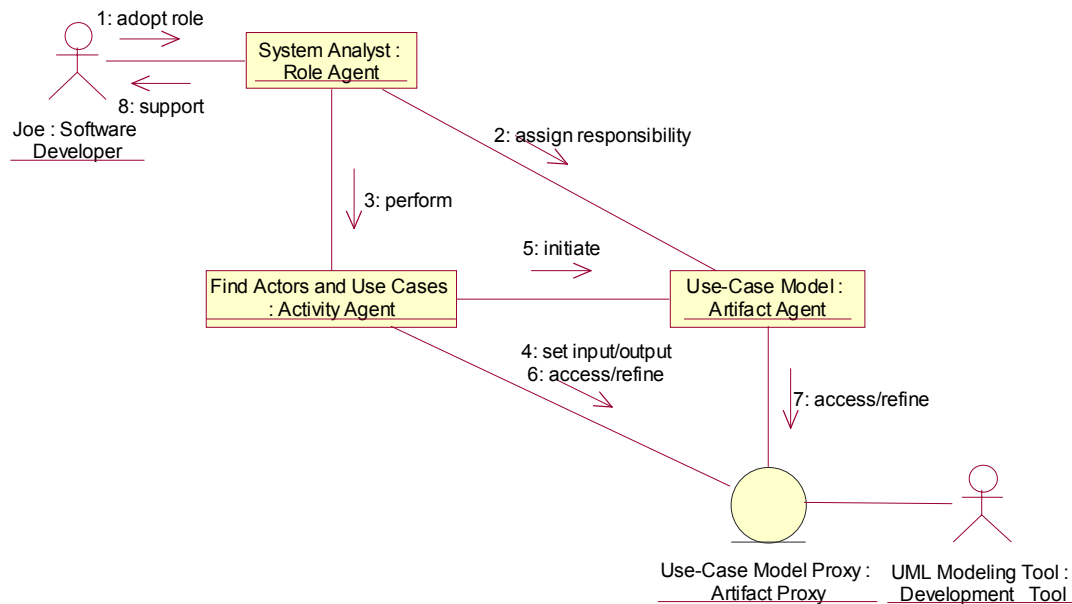 1: adopt role
System Analyst :
Role Agent
8: support
Joe : Software
Developer
2: assign responsibility
3: perform
5: initiate
Find Actors and Use Cases
: Activity Agent
Use-Case Model :
Artifact Agent
4: set input/output
6: access/refine
7: access/refine
Use-Case Model Proxy :
Artifact Proxy
UML Modeling Tool :
Development Tool